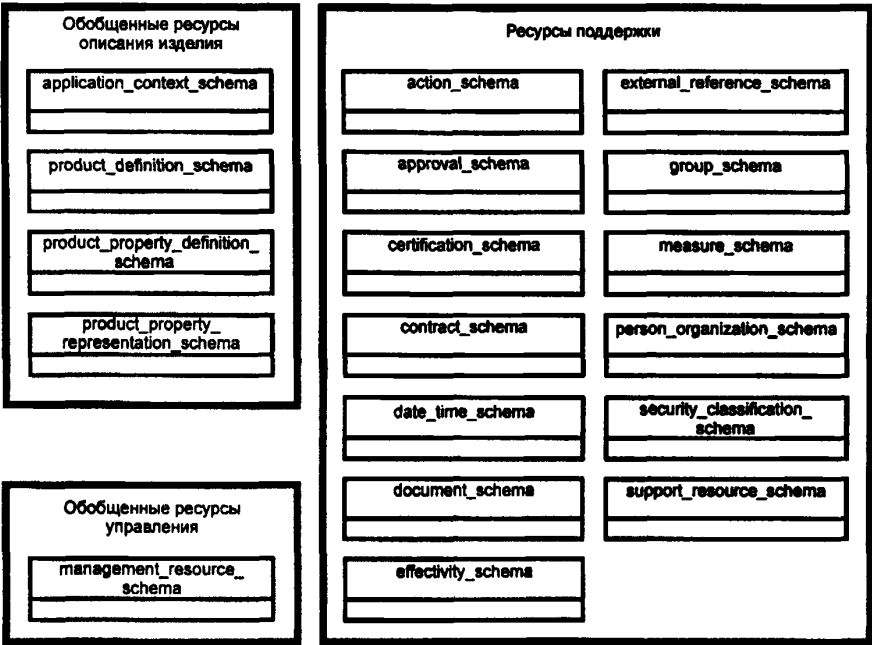 Обобщенные ресурсы
описания изделия
application_context_schema
product_definition_schema
product_property_definition_
schema
product_property_
representation_schema
Обобщенные ресурсы
управления
management_resource_
schema
Ресурсы поддержки
action_schema
external_reference_schema
approval_schema
group_schema
certification_schema
measure_schema
contract_schema
person_organization_schema
date_time_schema
security_classification_
schema
document_schema
support_resource_schema
effectivity_schema